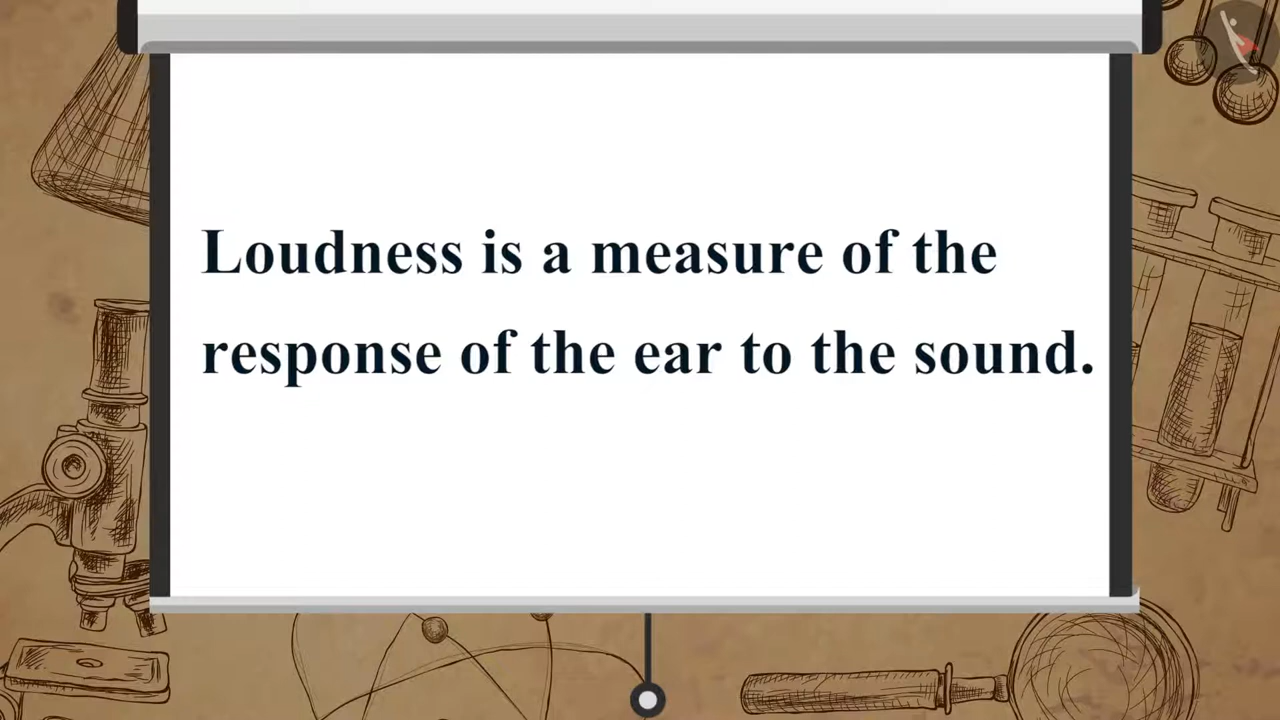 Loudness is a measure of the
response of the ear to the sound.